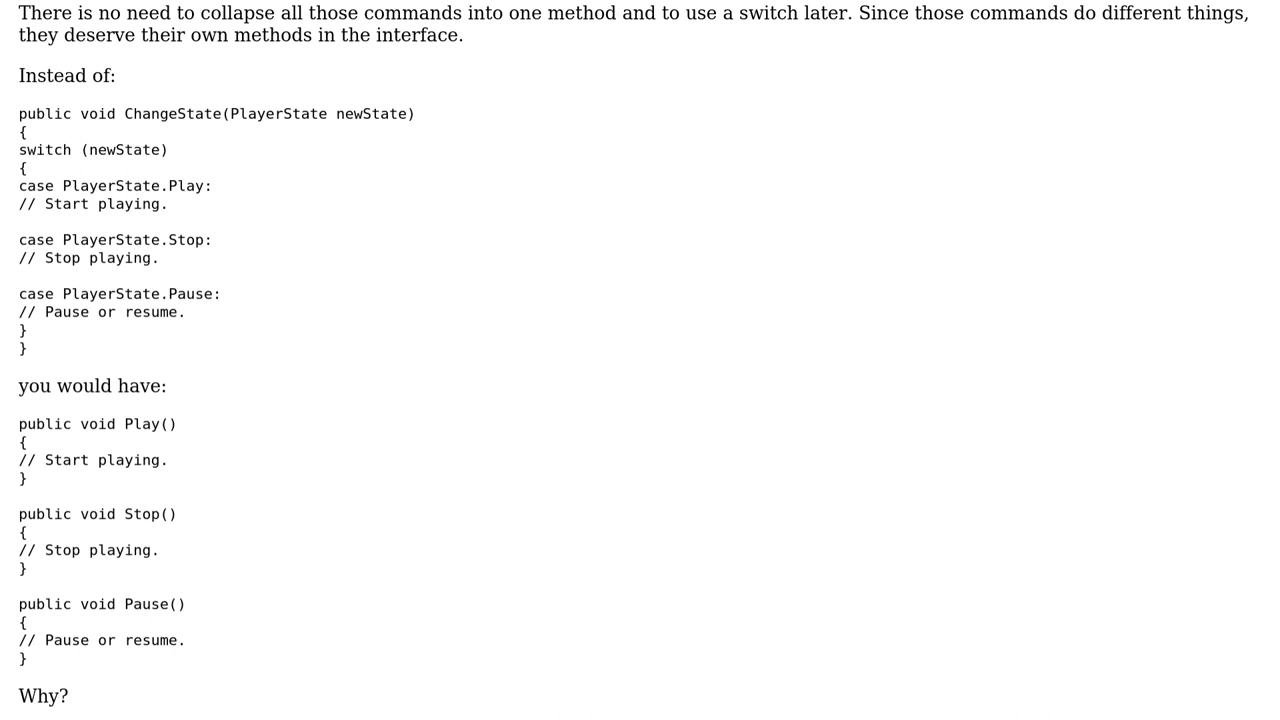 There is no need to collapse all those commands into one method and to use a switch later. Since those commands do different things,
they deserve their own methods in the interface.
Instead of:
public void ChangeState(PlayerState newState)
{
switch (newState)
{
case PlayerState.Play:
// Start playing.
case PlayerState.Stop:
// Stop playing.
case PlayerState.Pause:
// Pause or resume.
}
}
you would have:
public void Play()
{
// Start playing.
}
public void Stop()
{
// Stop playing.
}
public void Pause()
{
// Pause or resume.
}
Why?